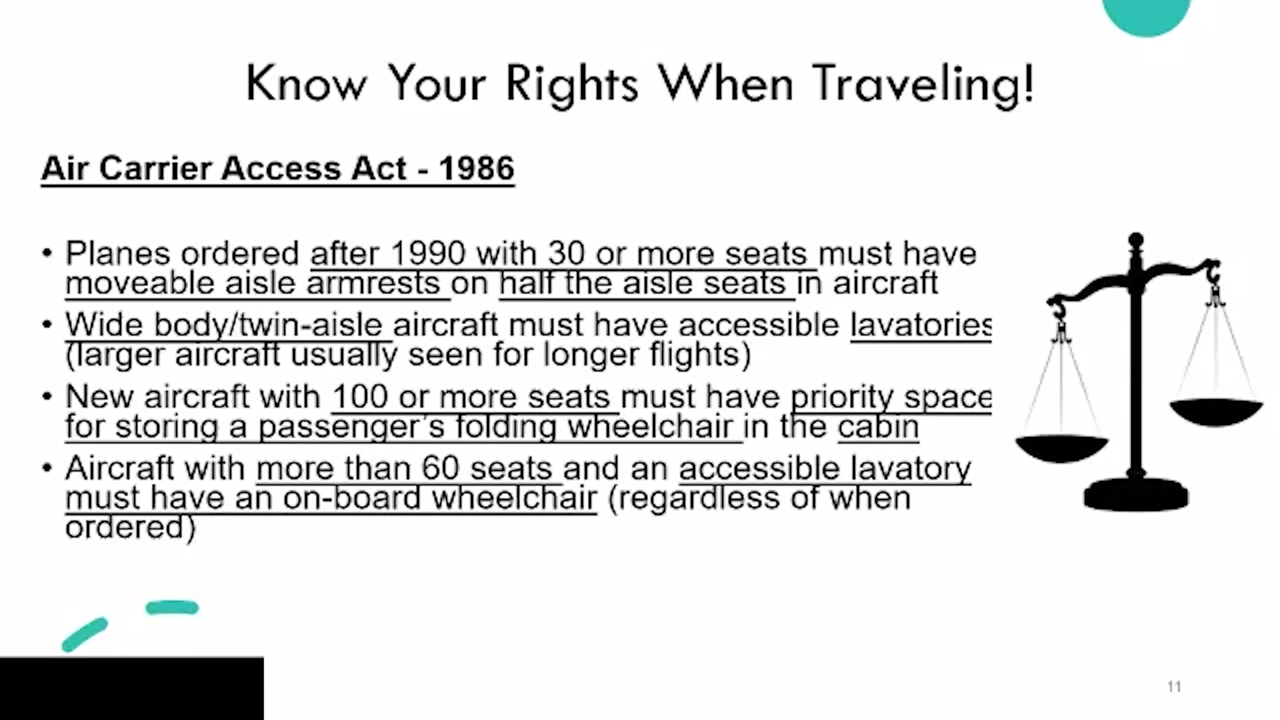 Know Your Rights When Traveling!
Air Carrier Access Act - 1986
• Planes ordered after 1990 with 30 or more seats must have
moveable aisle armrests on half the aisle seats in aircraft
• Wide body/twin-aisle aircraft must have accessible lavatories
(larger aircraft usually seen for longer flights)
• New aircraft with 100 or more seats must have priority space
for storing a passenger’s folding wheelchair in the cabin
• Aircraft with more than 60 seats and an accessible lavatory
must have an on-board wheelchair (regardless of when
ordered)
11